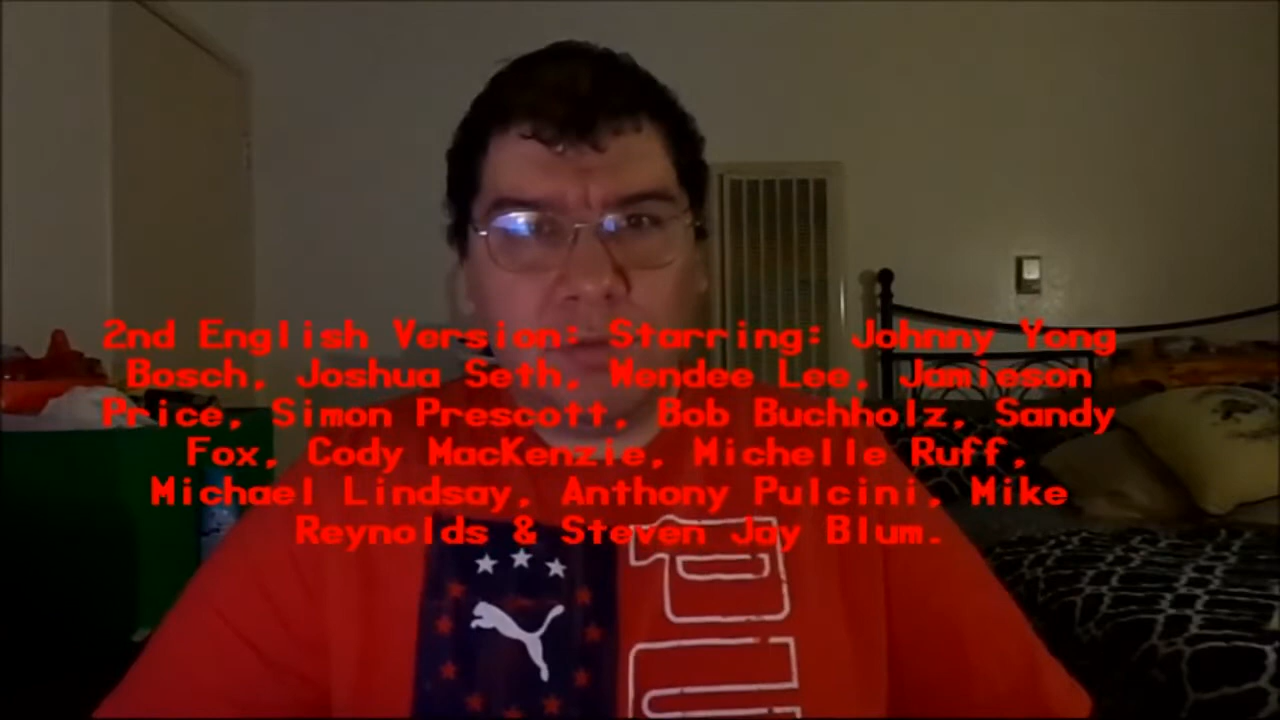 2nd English Version: Starring: Johnny Yong
Bosch, Joshua Seth, Wendee Lee, Jamieson
Price, Simon Prescott, Bob Buchholz, Sandy
Fox, Cody MacKenzie, Michelle Ruff,
Michael Lindsay, Anthony Pulcini, Mike
Reynolds & Steven Jay Blum.
PU